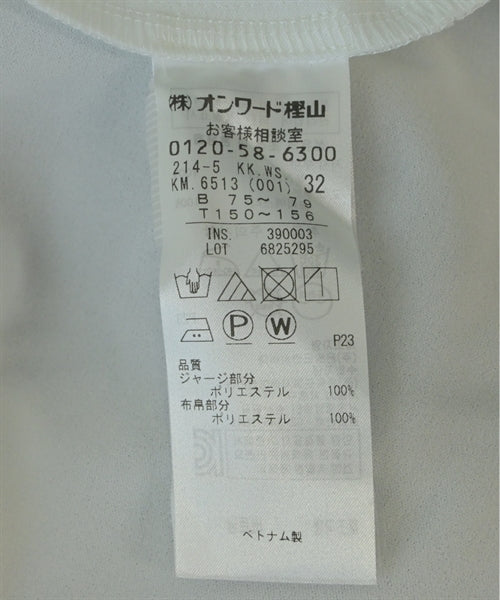 (株)オンワード樫山
お客様相談室
0120-58-6300
214-5 KK.WS.
KM.6513 (001) 32
B 75～ 79
T150～156
INS. 390003
LOT 6825295
P W
P23
品質
ジャージ部分
ポリエステル 100%
布帛部分
ポリエステル 100%
ベトナム製